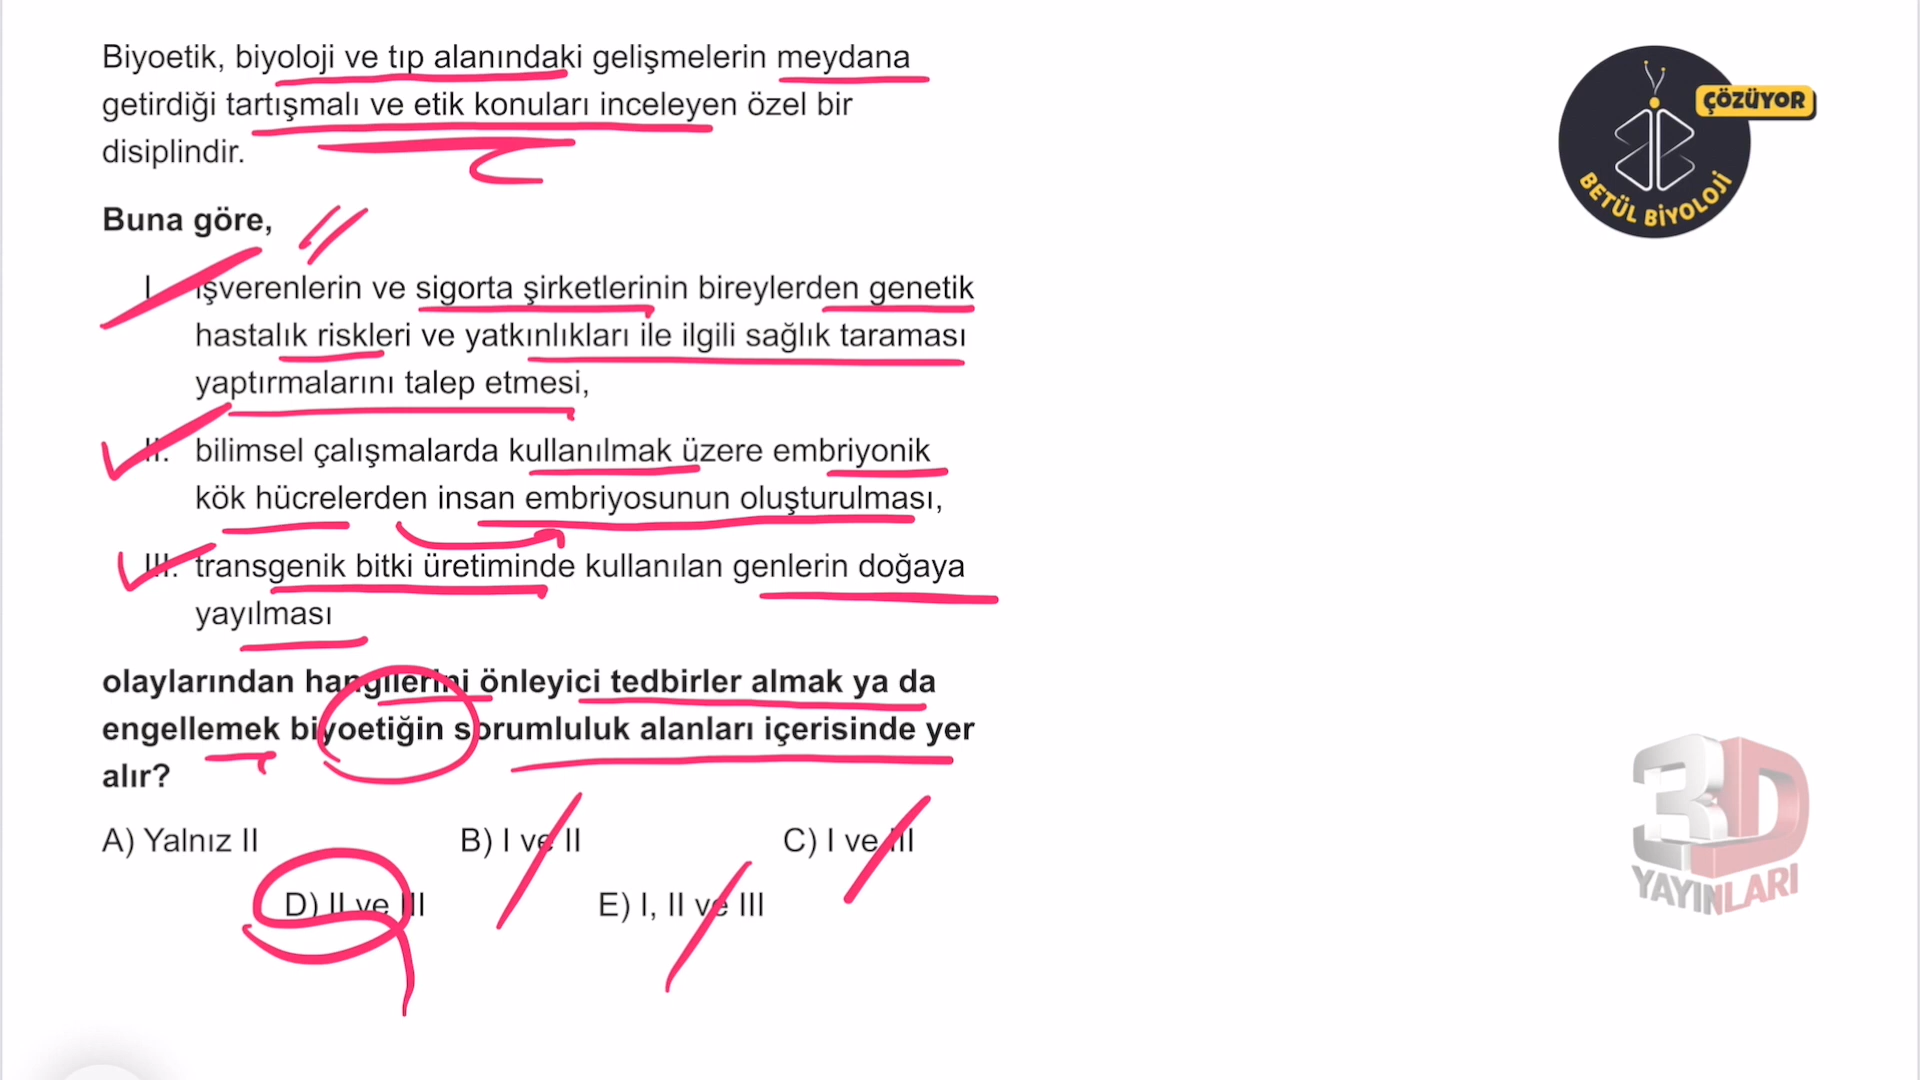 Biyoetik, biyoloji ve tıp alanındaki gelişmelerin meydana
getirdiği tartışmalı ve etik konuları inceleyen özel bir
disiplindir.
Buna göre,
I. işverenlerin ve sigorta şirketlerinin bireylerden genetik
hastalık riskleri ve yatkınlıkları ile ilgili sağlık taraması
yaptırmalarını talep etmesi,
II. bilimsel çalışmalarda kullanılmak üzere embriyonik
kök hücrelerden insan embriyosunun oluşturulması,
III. transgenik bitki üretiminde kullanılan genlerin doğaya
yayılması
olaylarından hangilerini önleyici tedbirler almak ya da
engellemek biyoetiğin sorumluluk alanları içerisinde yer
alır?
A) Yalnız II B) I ve II C) I ve III
D) II ve III E) I, II ve III
ÇÖZÜYOR
BETÜL BİYOLOJİ
3D
YAYINLARI